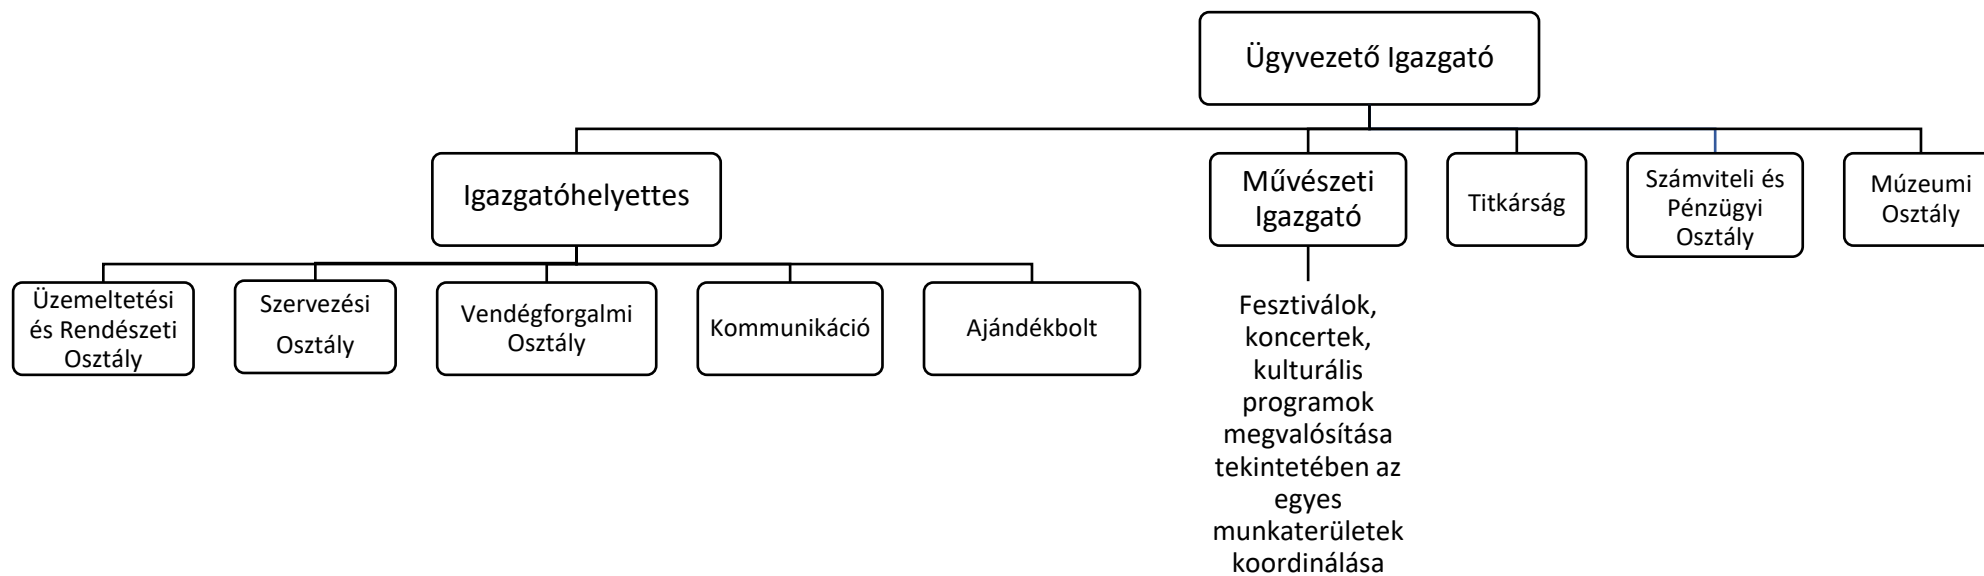 Ügyvezető Igazgató
Igazgatóhelyettes
Művészeti
Igazgató
Titkárság
Számviteli és
Pénzügyi
Osztály
Múzeumi
Osztály
Üzemeltetési
és Rendészeti
Osztály
Szervezési
Osztály
Vendégforgalmi
Osztály
Kommunikáció
Ajándékbolt
Fesztiválok,
koncertek,
kulturális
programok
megvalósítása
tekintetében az
egyes
munkaterületek
koordinálása